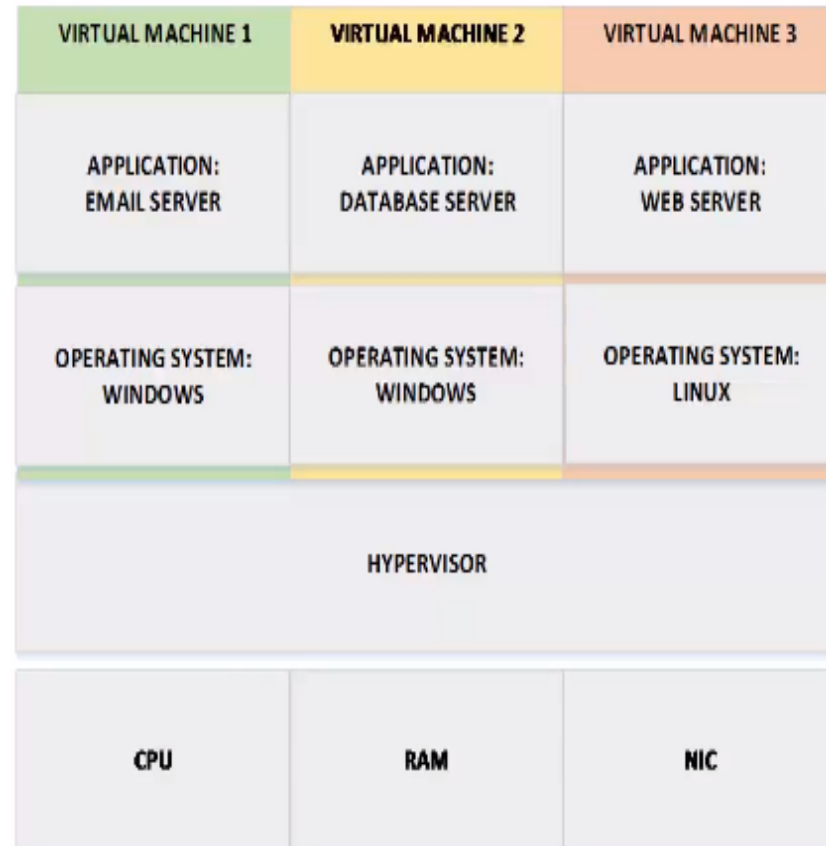 VIRTUAL MACHINE 1
VIRTUAL MACHINE 2
VIRTUAL MACHINE 3
APPLICATION:
EMAIL SERVER
APPLICATION:
DATABASE SERVER
APPLICATION:
WEB SERVER
OPERATING SYSTEM:
WINDOWS
OPERATING SYSTEM:
WINDOWS
OPERATING SYSTEM:
LINUX
HYPERVISOR
CPU
RAM
NIC